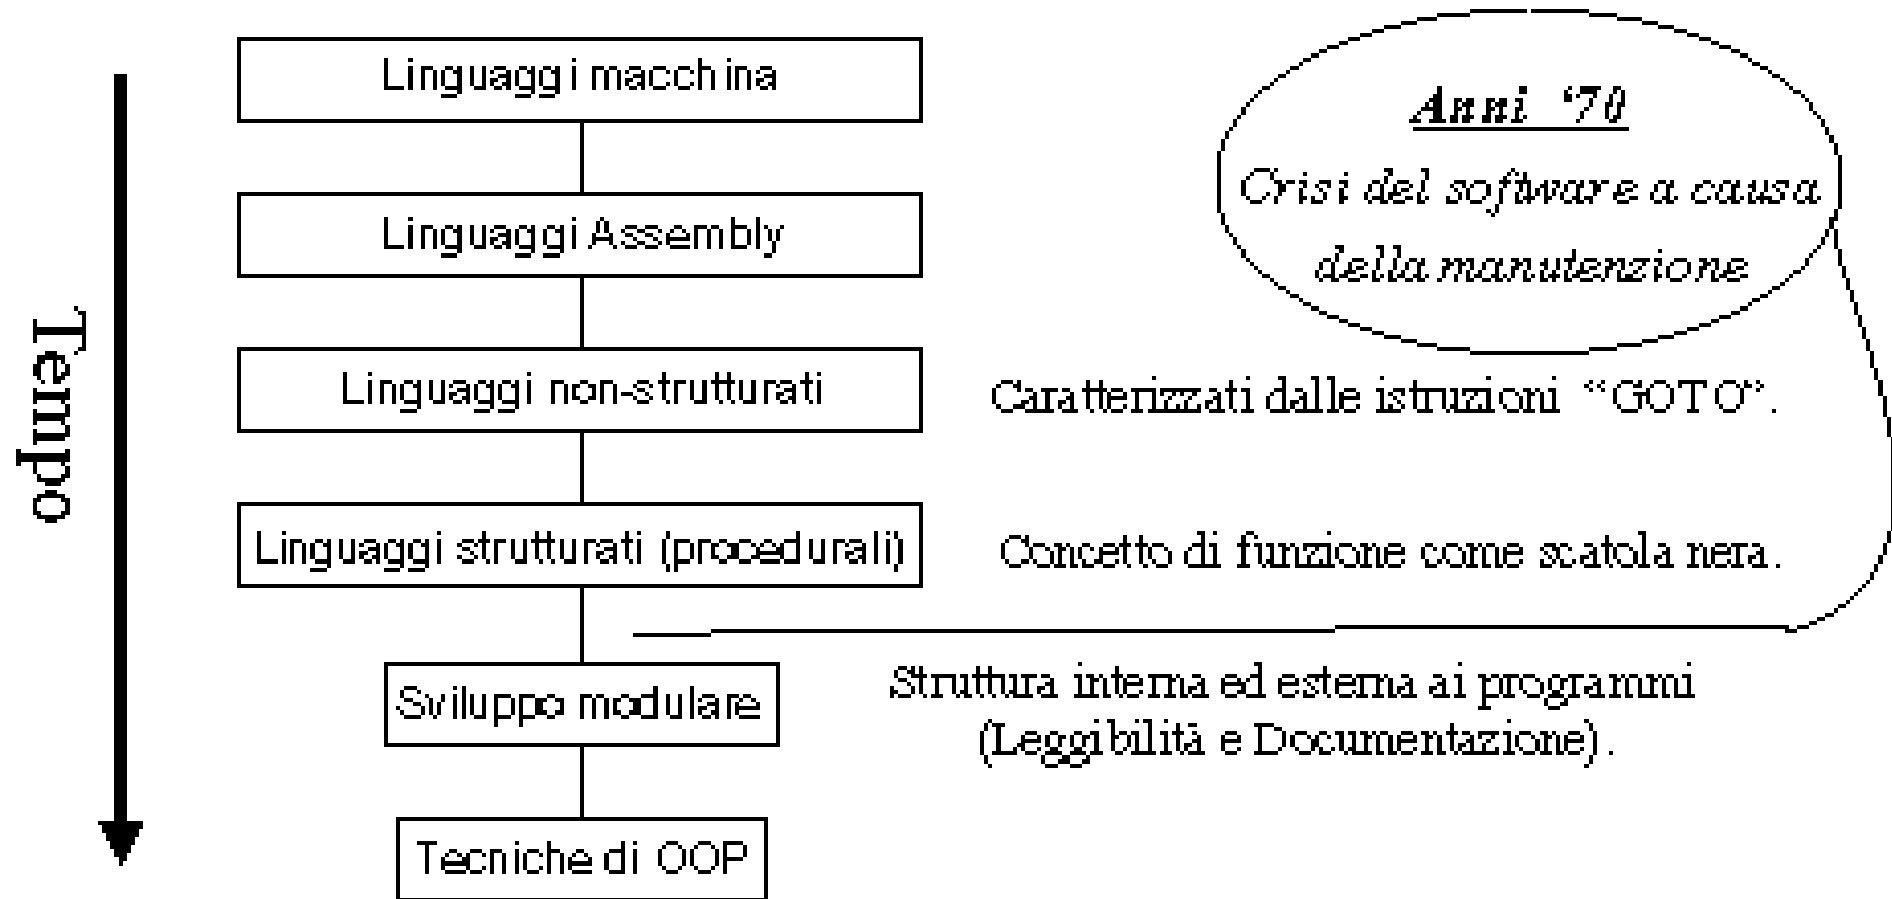 Tempo
Linguaggi macchina
Linguaggi Assembly
Linguaggi non-strutturati
Linguaggi strutturati (procedurali)
Sviluppo modulare
Tecniche di OOP
Anni ‘70
Crisi del software a causa
della manutenzione
Caratterizzati dalle istruzioni “GOTO”.
Concetto di funzione come scatola nera.
Struttura interna ed esterna ai programmi
(Leggibilità e Documentazione).